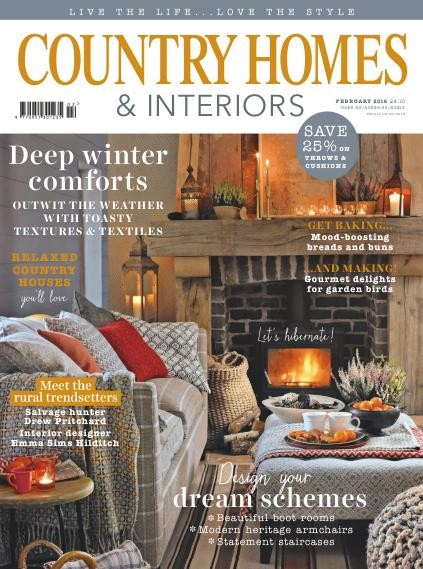 LIVE THE LIFE...LOVE THE STYLE
COUNTRY HOMES
& INTERIORS
FEBRUARY 2016 £4.10
SAVE
25% ON
THROWS &
CUSHIONS
Deep winter
comforts
OUTWIT THE WEATHER
WITH TOASTY
TEXTURES & TEXTILES
RELAXED
COUNTRY
HOUSES
you'll love
GET BAKING...
Mood-boosting
breads and buns
...AND MAKING!
Gourmet delights
for garden birds
Let's hibernate!
Meet the
rural trendsetters
Salvage hunter
Drew Pritchard
Interior designer
Emma Sims Hilditch
Design your
dream schemes
* Beautiful boot rooms
* Modern heritage armchairs
* Statement staircases